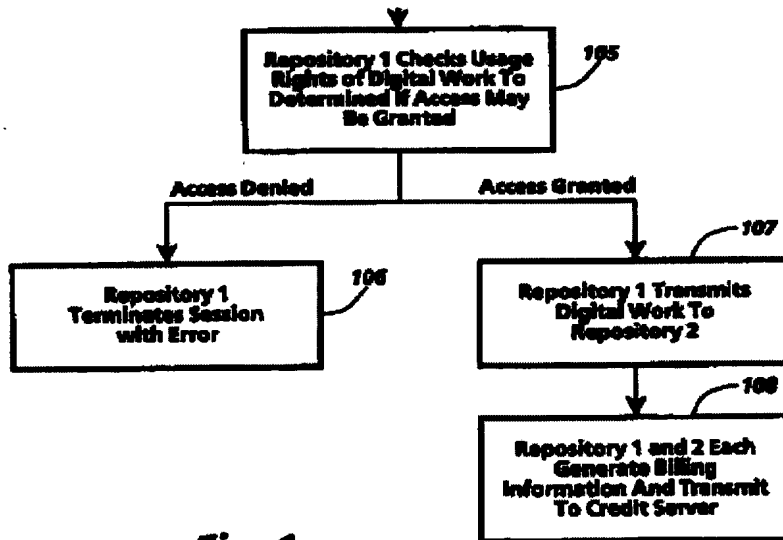 Repository 1 Checks Usage
Rights of Digital Work To
Determined If Access May
Be Granted
105
Access Denied
Access Granted
107
106
Repository 1
Terminates Session
with Error
Repository 1 Transmits
Digital Work To
Repository 2
108
Repository 1 and 2 Each
Generate Billing
Information And Transmit
To Credit Server